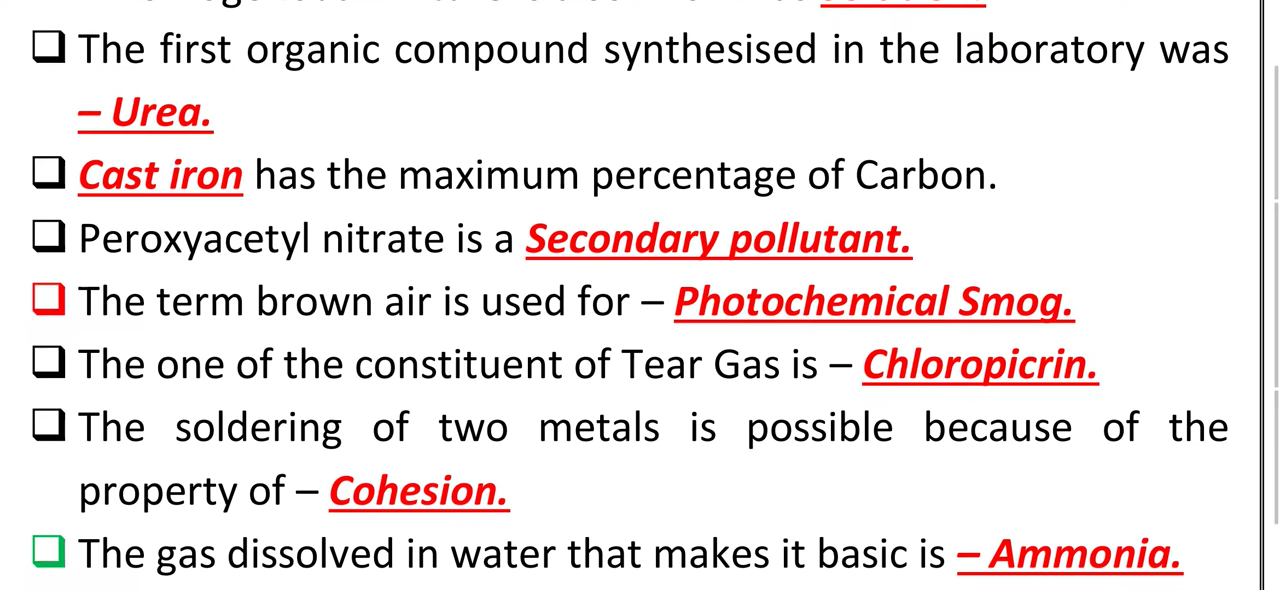 ❑ The first organic compound synthesised in the laboratory was
– Urea.
❑ Cast iron has the maximum percentage of Carbon.
❑ Peroxyacetyl nitrate is a Secondary pollutant.
❑ The term brown air is used for – Photochemical Smog.
❑ The one of the constituent of Tear Gas is – Chloropicrin.
❑ The soldering of two metals is possible because of the
property of – Cohesion.
❑ The gas dissolved in water that makes it basic is – Ammonia.